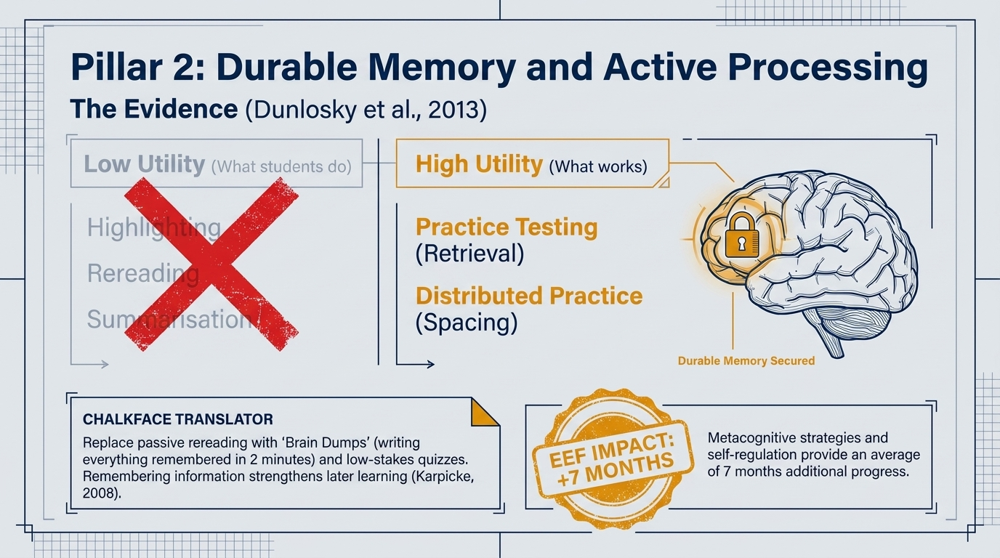 Pillar 2: Durable Memory and Active Processing
The Evidence (Dunlosky et al., 2013)
Low Utility (What students do)
Highlighting
Rereading
Summarisation
High Utility (What works)
Practice Testing
(Retrieval)
Distributed Practice
(Spacing)
Durable Memory Secured
CHALKFACE TRANSLATOR
Replace passive rereading with ‘Brain Dumps’ (writing
everything remembered in 2 minutes) and low-stakes quizzes.
Remembering information strengthens later learning (Karpicke,
2008).
EEF IMPACT:
+7 MONTHS
Metacognitive strategies and
self-regulation provide an average
of 7 months additional progress.